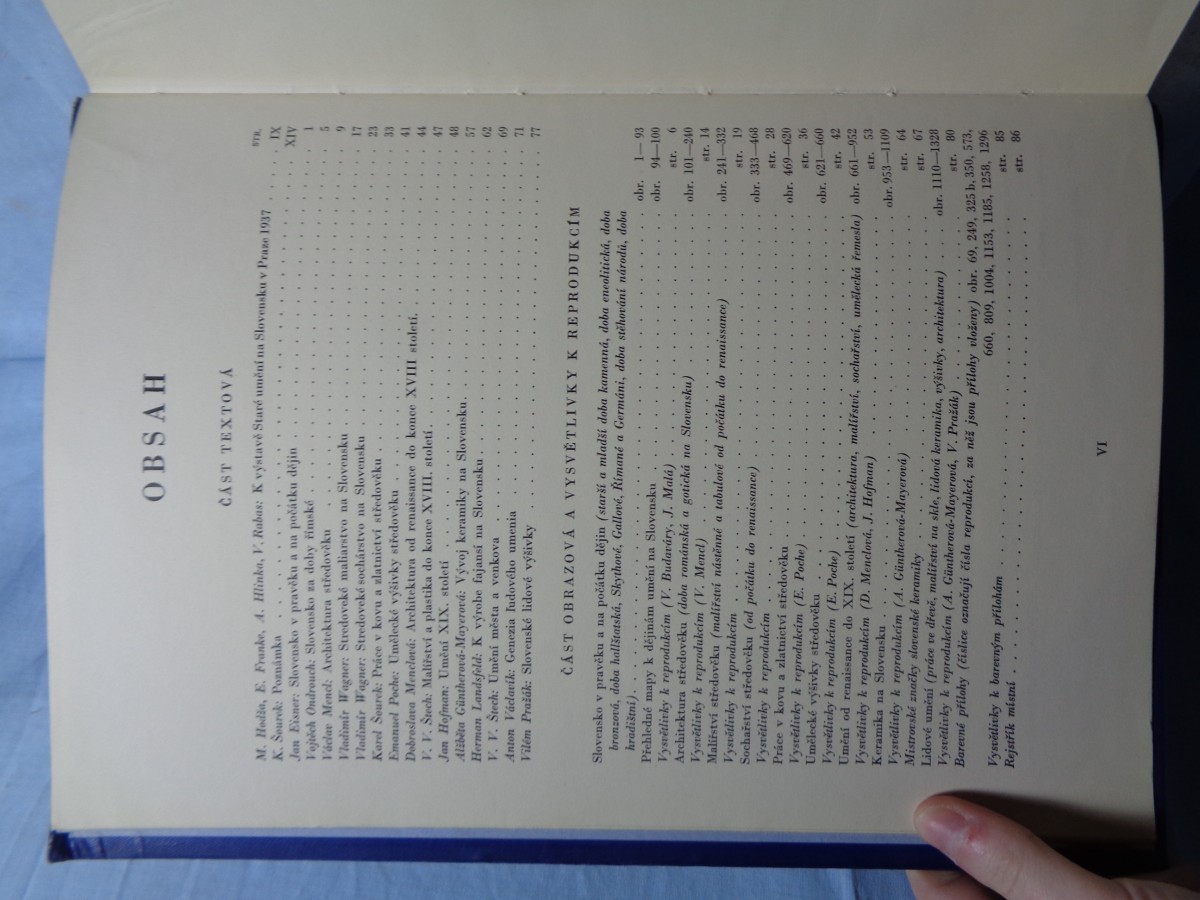 OBSAH
ČÁST TEXTOVÁ
STR.
M. Hodža, E. Franke, A. Hlinka, V. Rabas: K výstavě Staré umění na Slovensku v Praze 1937 . . . . IX
K. Šourek: Poznámka . . . . XIV
Jan Eisner: Slovensko v pravěku a na počátku dějin . . . . 1
Vojtěch Ondrouch: Slovensko za doby římské . . . . 5
Václav Mencl: Architektura středověku . . . . 9
Vladimír Wagner: Stredoveké maliarstvo na Slovensku . . . . 17
Vladimír Wagner: Stredoveké sochárstvo na Slovensku . . . . 23
Karel Šourek: Práce v kovu a zlatnictví středověku . . . . 33
Emanuel Poche: Umělecké výšivky středověku . . . . 41
Dobroslava Menclová: Architektura od renaissance do konce XVIII století. . . . . 44
V. V. Štech: Malířství a plastika do konce XVIII. století . . . . 47
Jan Hofman: Umění XIX. století . . . . 48
Alžběta Güntherová-Mayerová: Vývoj keramiky na Slovensku. . . . . 57
Herman Landsfeld: K výrobe fajansí na Slovensku . . . . 62
V. V. Štech: Umění města a venkova . . . . 69
Anton Václavík: Genezia ľudového umenia . . . . 71
Vilém Pražák: Slovenské lidové výšivky . . . . 77
ČÁST OBRAZOVÁ A VYSVĚTLIVKY K REPRODUKCÍM
Slovensko v pravěku a na počátku dějin (starší a mladší doba kamenná, doba eneolitická, doba
bronzová, doba hallštatská, Skythové, Gallové, Římané a Germáni, doba stěhování národů, doba
hradištní) . . . . obr. 1— 93
Přehledné mapy k dějinám umění na Slovensku . . . . obr. 94—100
Vysvětlivky k reprodukcím (V. Budaváry, J. Malá) . . . . str. 6
Architektura středověku (doba románská a gotická na Slovensku) . . . . obr. 101—240
Vysvětlivky k reprodukcím (V. Mencl) . . . . str. 14
Malířství středověku (malířství nástěnné a tabulové od počátku do renaissance) . . . . obr. 241—332
Vysvětlivky k reprodukcím . . . . str. 19
Sochařství středověku (od počátku do renaissance) . . . . obr. 333—468
Vysvětlivky k reprodukcím . . . . str. 28
Práce v kovu a zlatnictví středověku . . . . obr. 469—620
Vysvětlivky k reprodukcím (E. Poche) . . . . str. 36
Umělecké výšivky středověku . . . . obr. 621—660
Vysvětlivky k reprodukcím (E. Poche) . . . . str. 42
Umění od renaissance do XIX. století (architektura, malířství, sochařství, umělecká řemesla) obr. 661—952
Vysvětlivky k reprodukcím (D. Menclová, J. Hofman) . . . . str. 53
Keramika na Slovensku . . . . obr. 953—1109
Vysvětlivky k reprodukcím (A. Güntherová-Mayerová) . . . . str. 64
Mistrovské značky slovenské keramiky . . . . str. 67
Lidové umění (práce ve dřevě, malířství na skle, lidová keramika, výšivky, architektura) . . . . obr. 1110—1328
Vysvětlivky k reprodukcím (A. Güntherová-Mayerová, V. Pražák) . . . . str. 80
Barevné přílohy (číslice označují čísla reprodukcí, za něž jsou přílohy vloženy) obr. 69, 249, 325 b, 350, 573,
660, 809, 1004, 1153, 1185, 1258, 1296
Vysvětlivky k barevným přílohám . . . . str. 85
Rejstřík místní . . . . str. 86
VI